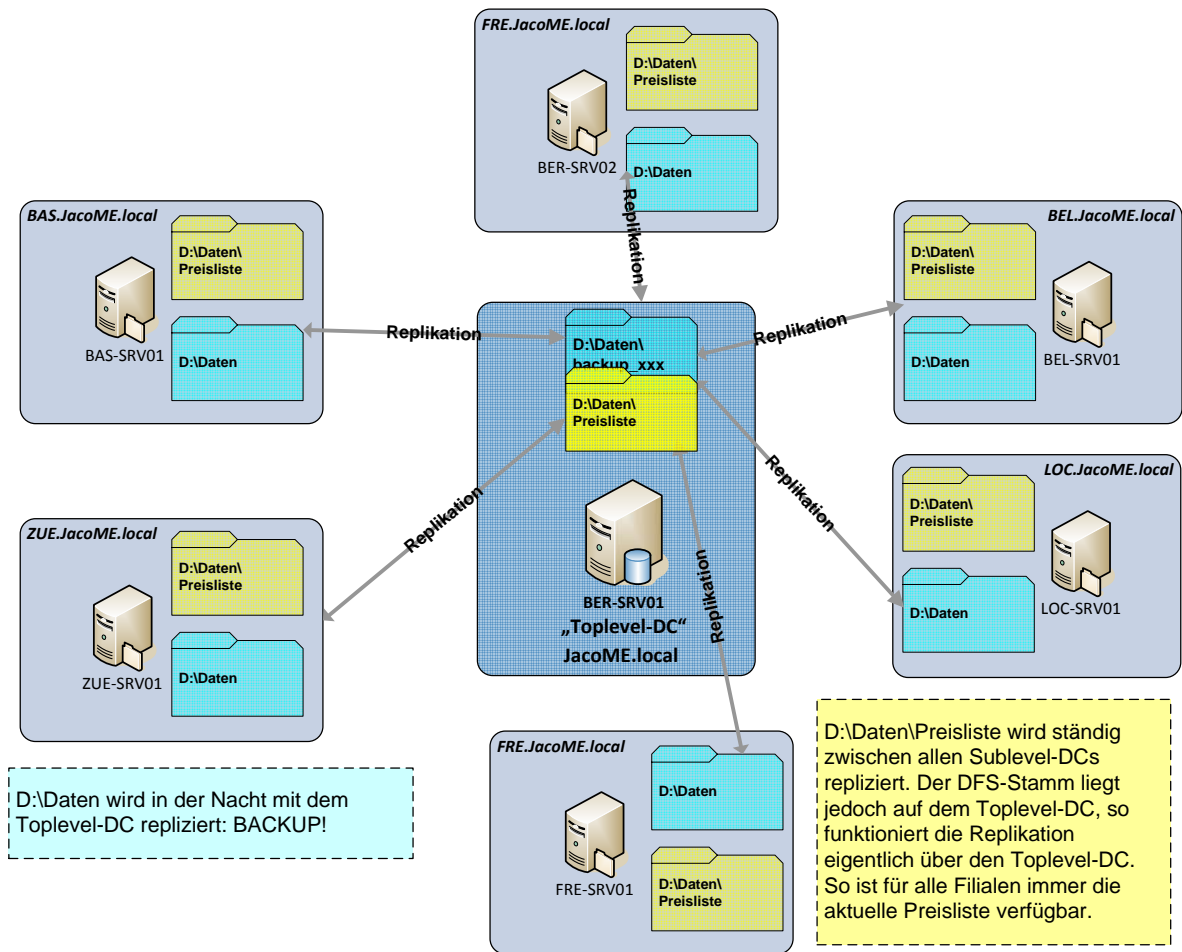 FRE.JacoME.local
D:\Daten\
Preisliste
BER-SRV02
D:\Daten
Replikation
BAS.JacoME.local
D:\Daten\
Preisliste
BAS-SRV01
D:\Daten
Replikation
BEL.JacoME.local
D:\Daten\
Preisliste
BEL-SRV01
D:\Daten
Replikation
D:\Daten\
backup_xxx
D:\Daten\
Preisliste
BER-SRV01
„Toplevel-DC“
JacoME.local
LOC.JacoME.local
D:\Daten\
Preisliste
LOC-SRV01
D:\Daten
Replikation
ZUE.JacoME.local
D:\Daten\
Preisliste
ZUE-SRV01
D:\Daten
Replikation
Replikation
FRE.JacoME.local
D:\Daten
FRE-SRV01
D:\Daten\
Preisliste
D:\Daten wird in der Nacht mit dem
Toplevel-DC repliziert: BACKUP!
D:\Daten\Preisliste wird ständig
zwischen allen Sublevel-DCs
repliziert. Der DFS-Stamm liegt
jedoch auf dem Toplevel-DC, so
funktioniert die Replikation
eigentlich über den Toplevel-DC.
So ist für alle Filialen immer die
aktuelle Preisliste verfügbar.